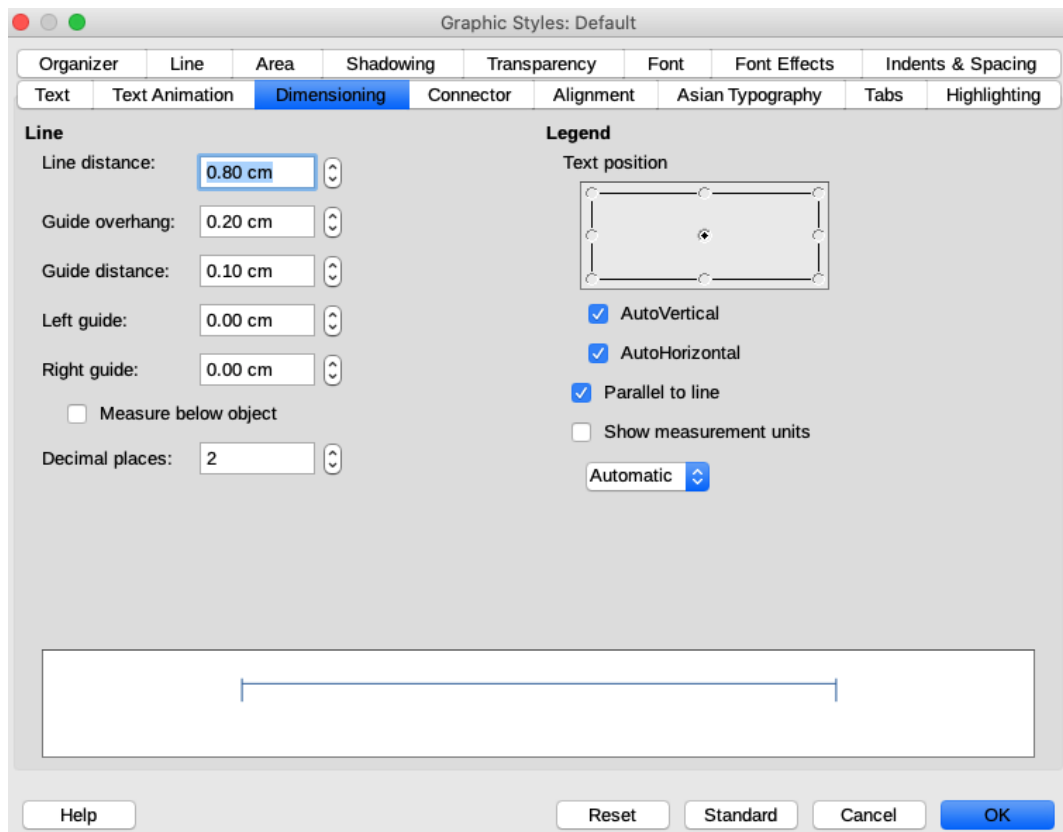 Graphic Styles: Default
Organizer Line Area Shadowing Transparency Font Font Effects Indents & Spacing
Text Text Animation Dimensioning Connector Alignment Asian Typography Tabs Highlighting
Line
Line distance: 0.80 cm
Guide overhang: 0.20 cm
Guide distance: 0.10 cm
Left guide: 0.00 cm
Right guide: 0.00 cm
Measure below object
Decimal places: 2
Legend
Text position
AutoVertical
AutoHorizontal
Parallel to line
Show measurement units
Automatic
Help Reset Standard Cancel OK